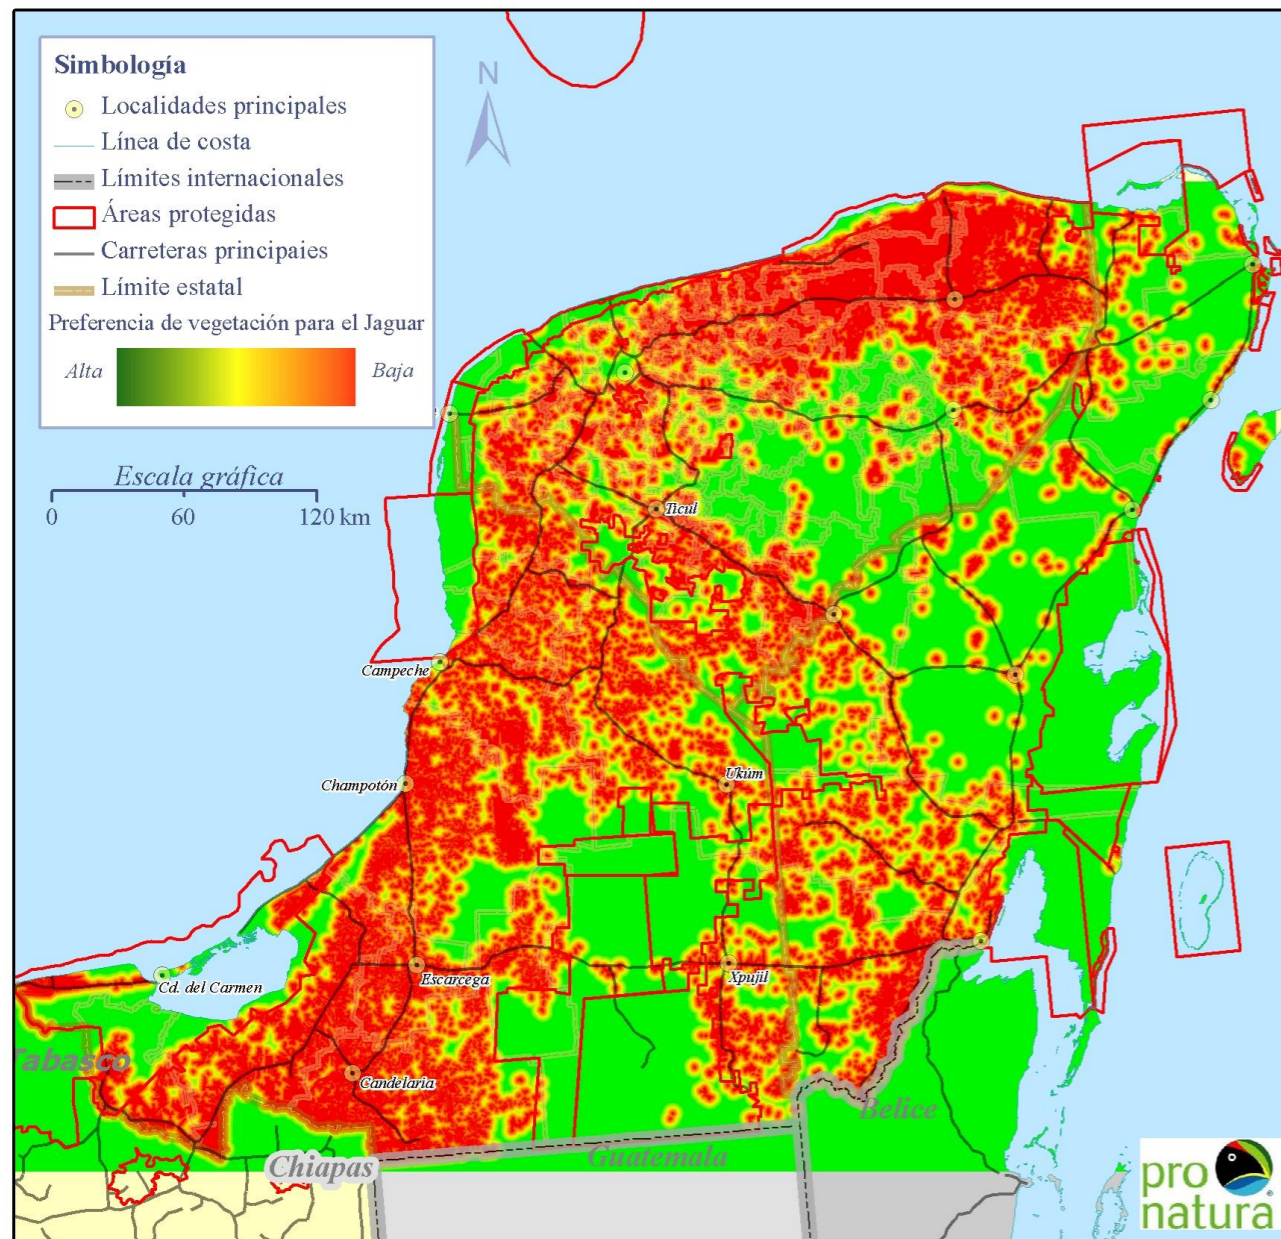 N
Simbología
Localidades principales
Línea de costa
Límites internacionales
Áreas protegidas
Carreteras principaies
Límite estatal
Preferencia de vegetación para el Jaguar
Alta
Baja
Escala gráfica
0 60 120 km
Ticul
Campeche
Champotón
Ukúm
Escarcega
Xpujil
Cd. del Carmen
Tabasco
Candelaria
Belice
Guatemala
Chiapas
pro
natura